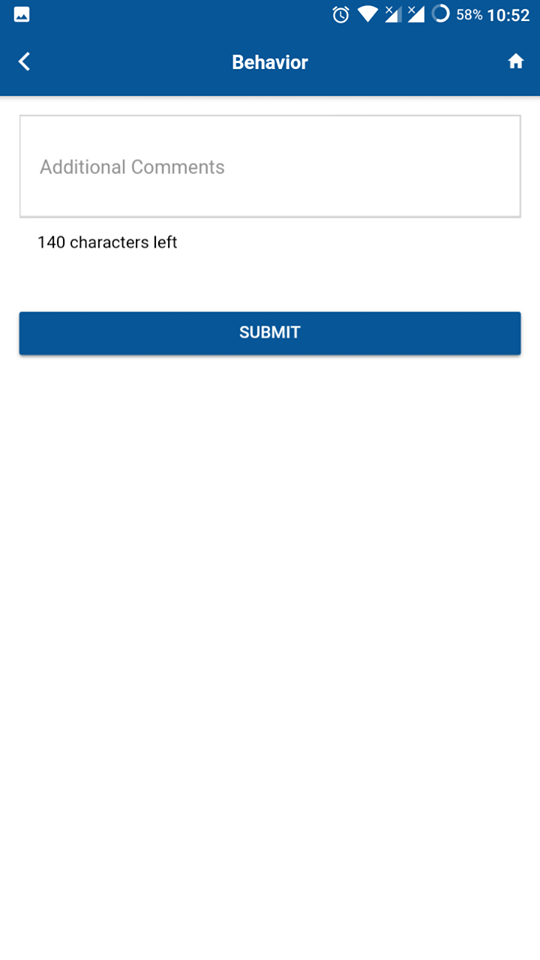 58% 10:52
Behavior
Additional Comments
140 characters left
SUBMIT